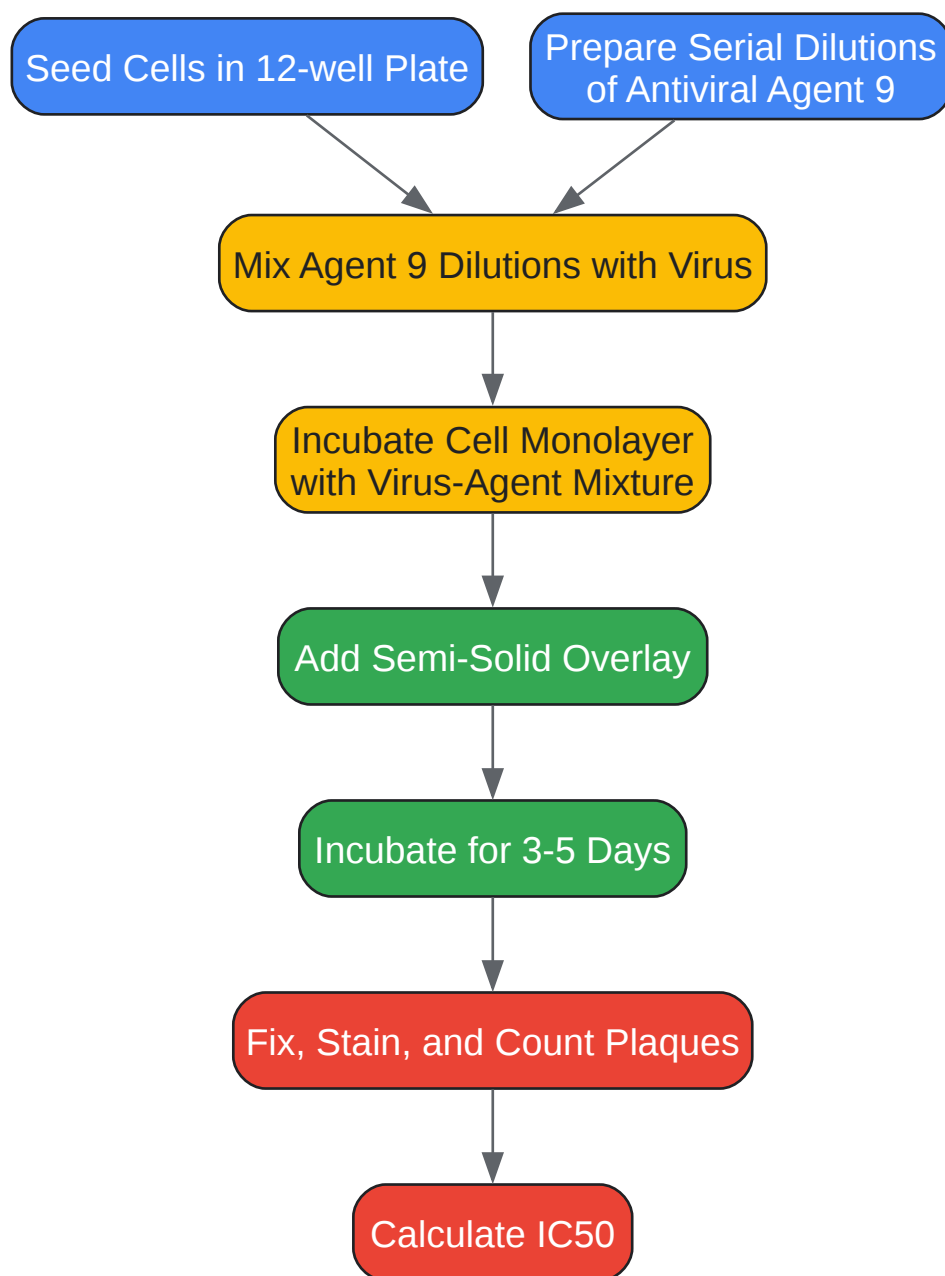 Seed Cells in 12-well Plate
Prepare Serial Dilutions
of Antiviral Agent 9
Mix Agent 9 Dilutions with Virus
Incubate Cell Monolayer
with Virus-Agent Mixture
Add Semi-Solid Overlay
Incubate for 3-5 Days
Fix, Stain, and Count Plaques
Calculate IC50